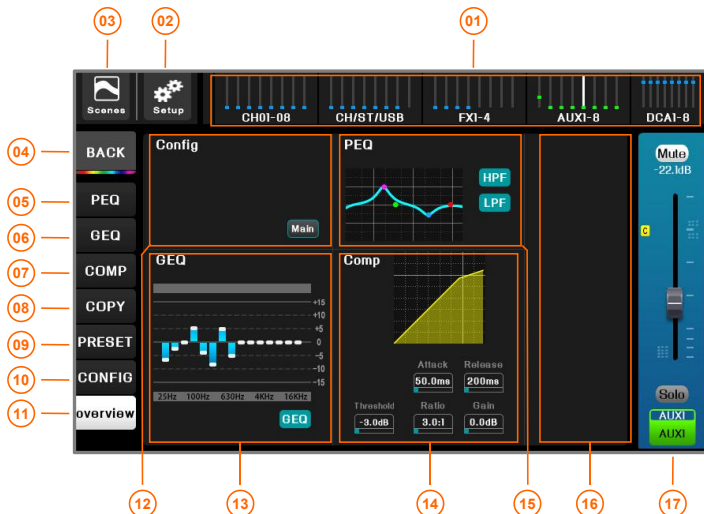 03
02
01
Scenes
Setup
CH01-08
CH/ST/USB
FX1-4
AUX1-8
DCA1-8
04
BACK
Config
PEQ
Mute
-22.1dB
HPF
05
PEQ
LPF
06
GEQ
Main
C
07
COMP
GEQ
Comp
08
COPY
+15
+10
09
PRESET
+5
0
-5
10
CONFIG
-10
Attack
Release
50.0ms
200ms
-15
11
overview
25Hz 100Hz 630Hz 4KHz 16KHz
Threshold
Ratio
Gain
Solo
GEQ
-3.0dB
3.0:1
0.0dB
AUX1
AUX1
12
13
14
15
16
17